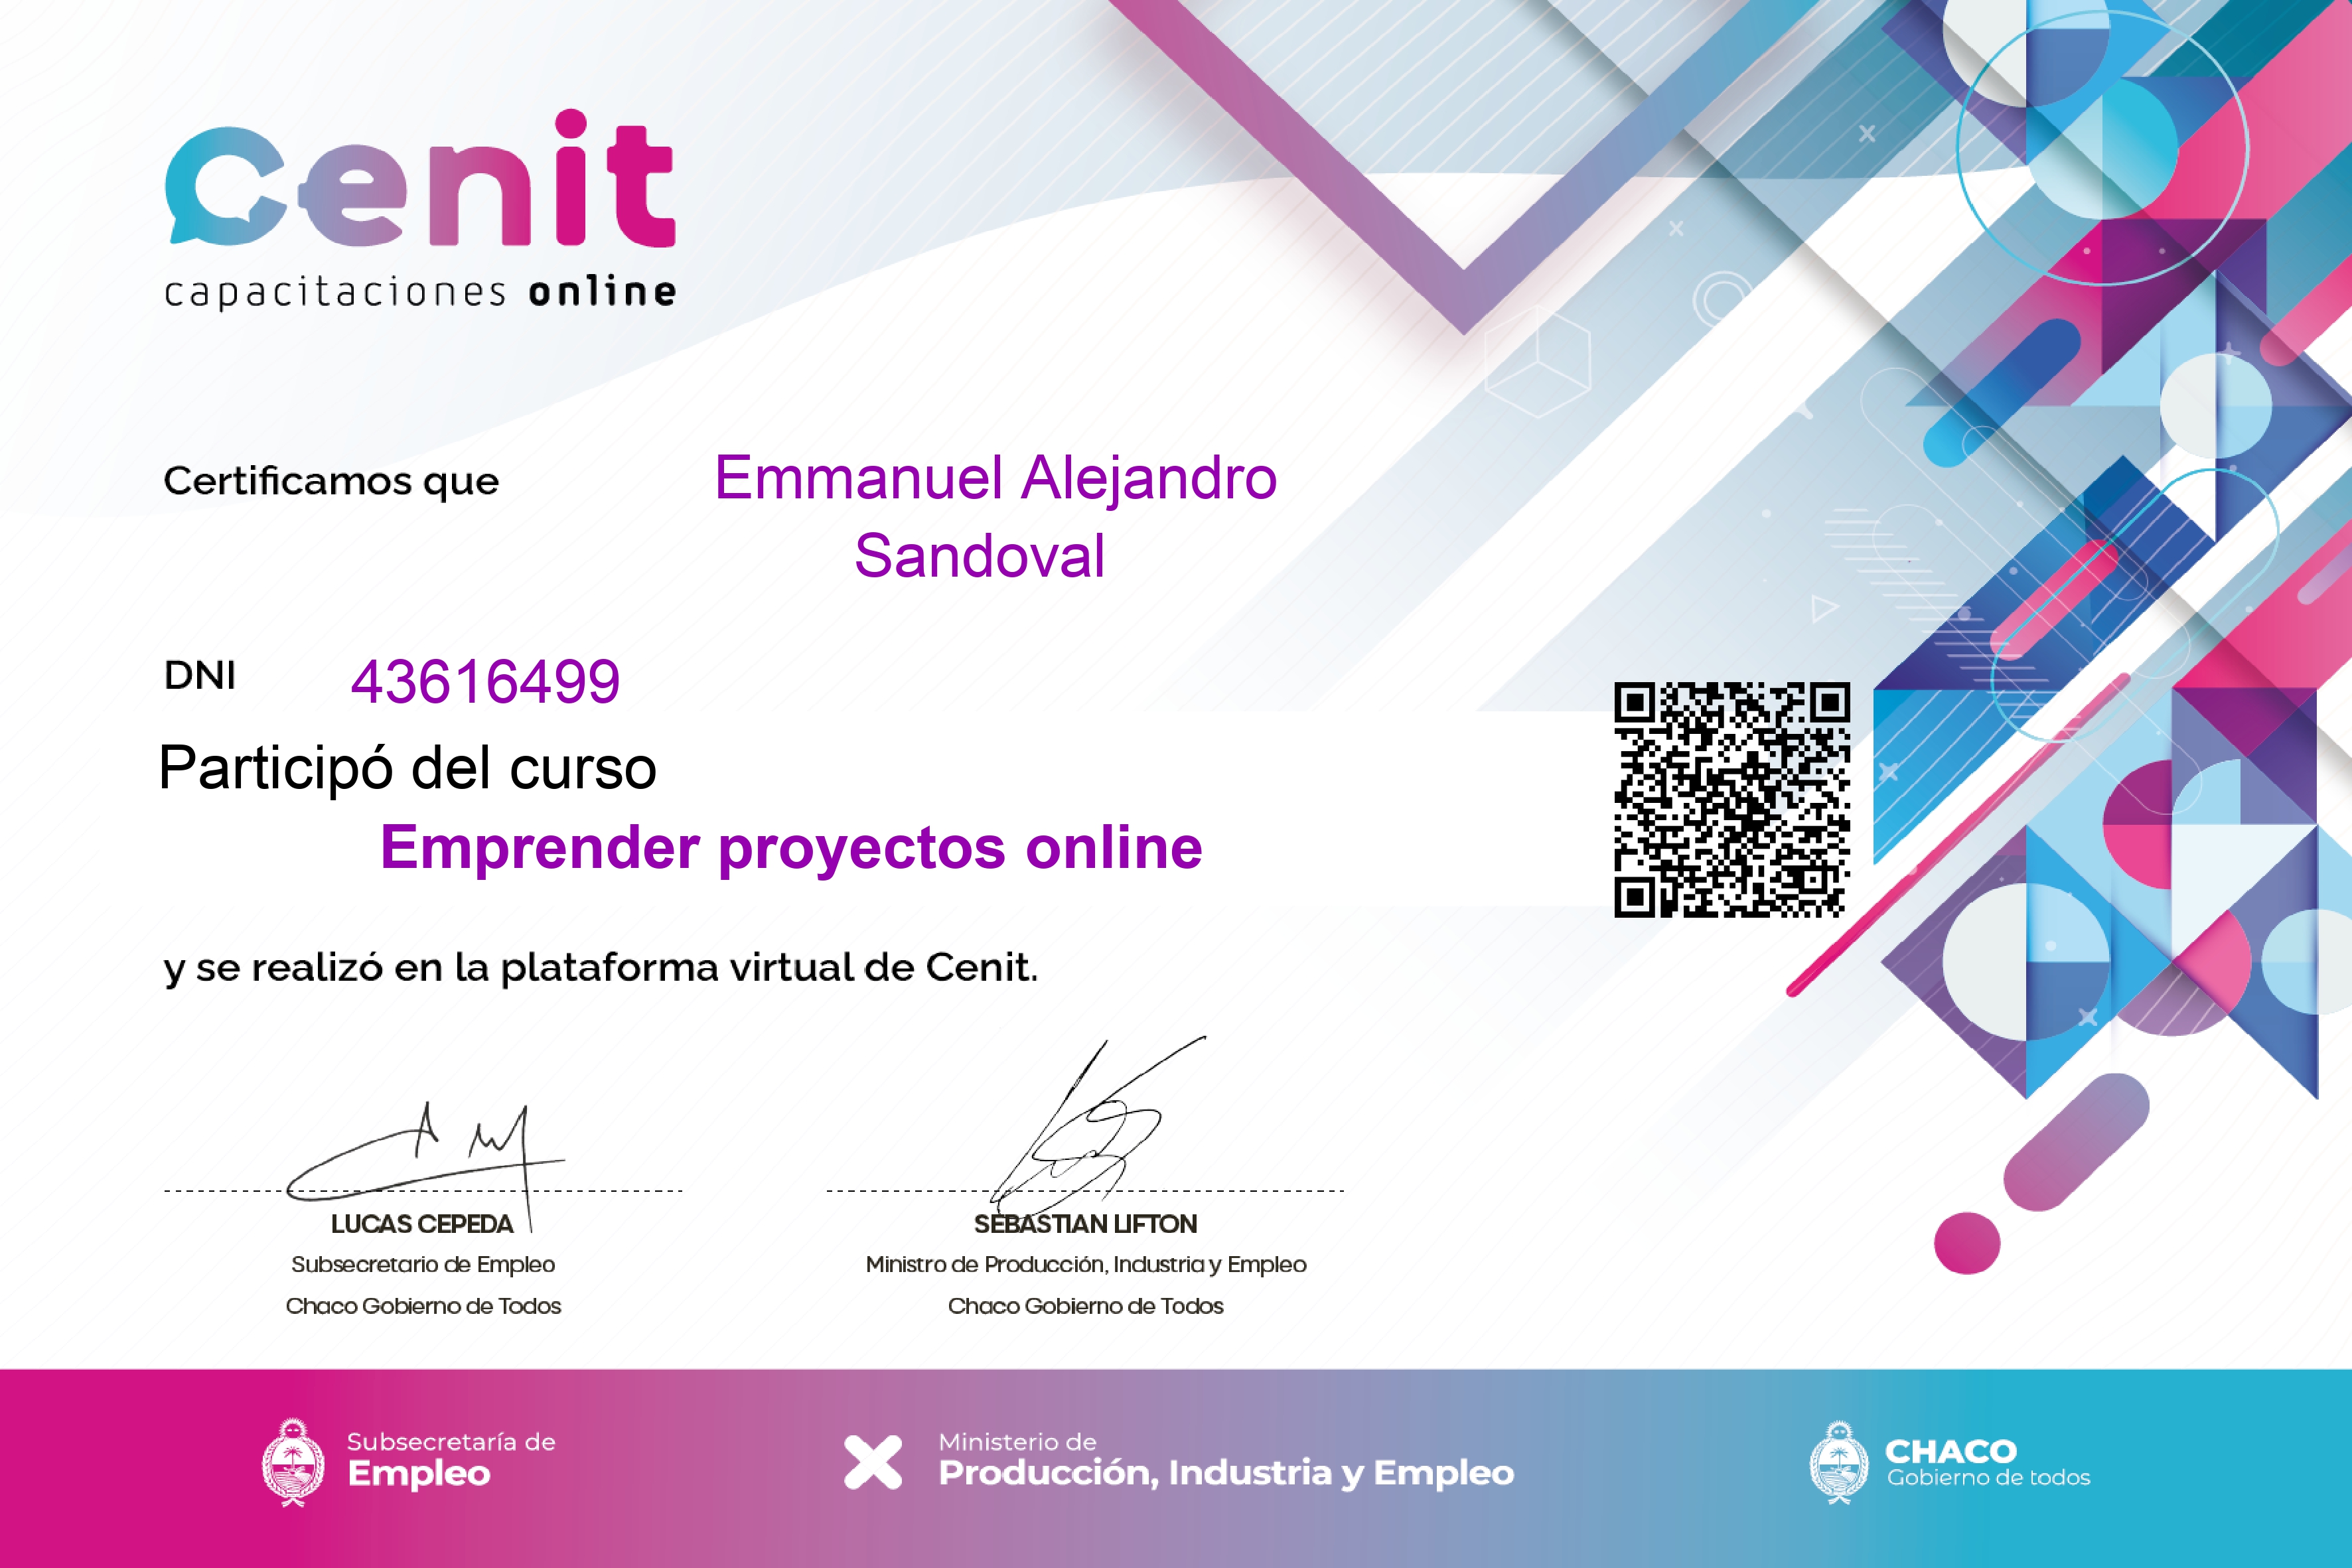 cenit
capacitaciones online
Certificamos que
Emmanuel Alejandro
Sandoval
DNI 43616499
Participó del curso
Emprender proyectos online
y se realizó en la plataforma virtual de Cenit.
LUCAS CEPEDA
Subsecretario de Empleo
Chaco Gobierno de Todos
SEBASTIAN LIFTON
Ministro de Producción, Industria y Empleo
Chaco Gobierno de Todos
Subsecretaría de
Empleo
Ministerio de
Producción, Industria y Empleo
CHACO
Gobierno de todos